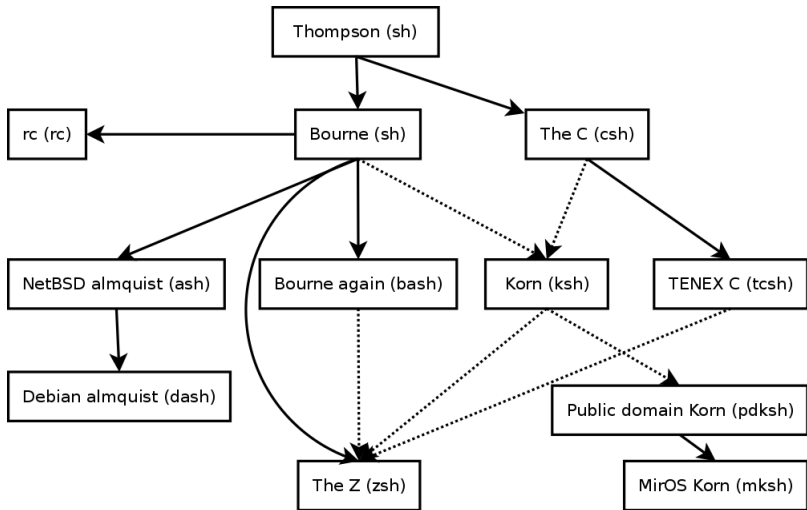 Thompson (sh)
rc (rc)
Bourne (sh)
The C (csh)
NetBSD almquist (ash)
Bourne again (bash)
Korn (ksh)
TENEX C (tcsh)
Debian almquist (dash)
Public domain Korn (pdksh)
The Z (zsh)
MirOS Korn (mksh)